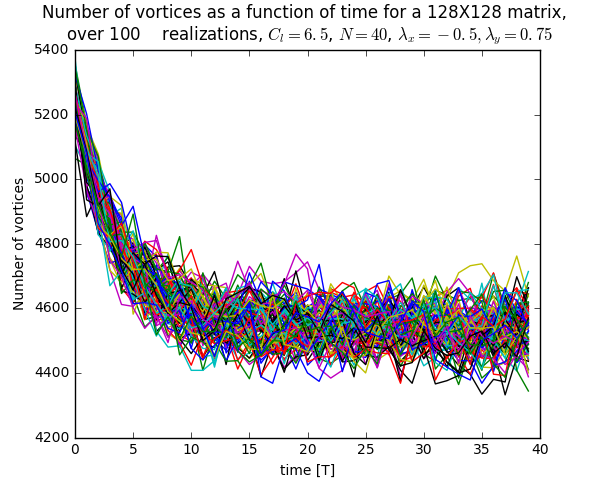 Number of vortices as a function of time for a 128X128 matrix,
over 100    realizations, $C_l = 6.5$, $N = 40$, $\lambda_x = -0.5, \lambda_y = 0.75$
5400
5200
5000
4800
4600
4400
4200
Number of vortices
0 5 10 15 20 25 30 35 40
time [T]